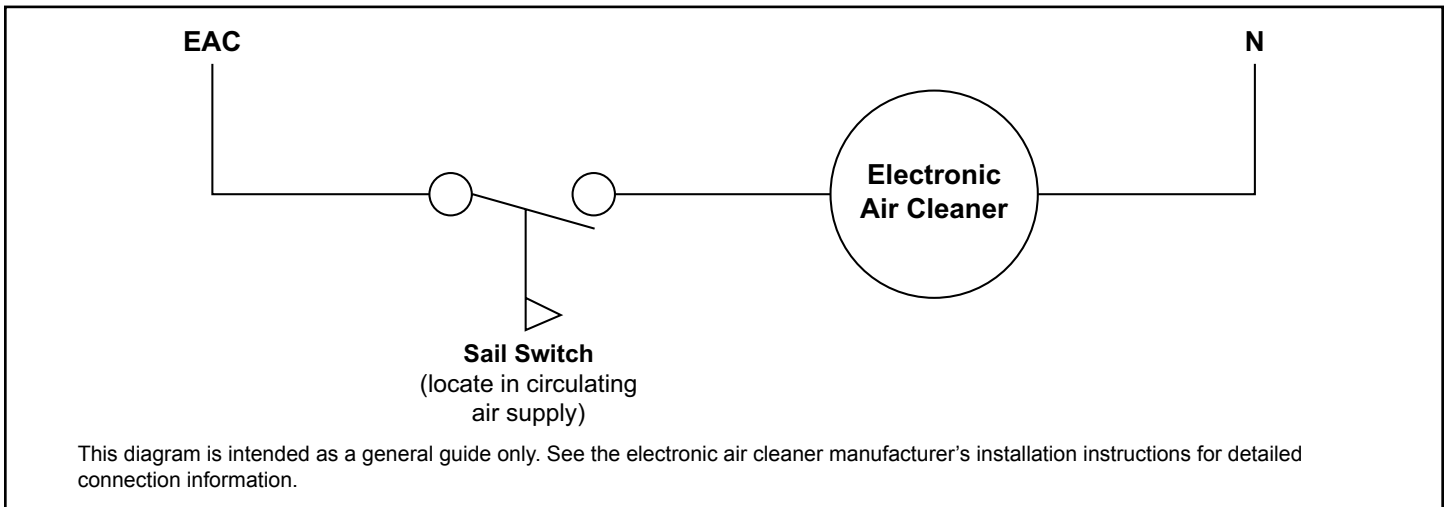 EAC
N
Electronic
Air Cleaner
Sail Switch
(locate in circulating
air supply)
This diagram is intended as a general guide only. See the electronic air cleaner manufacturer’s installation instructions for detailed
connection information.